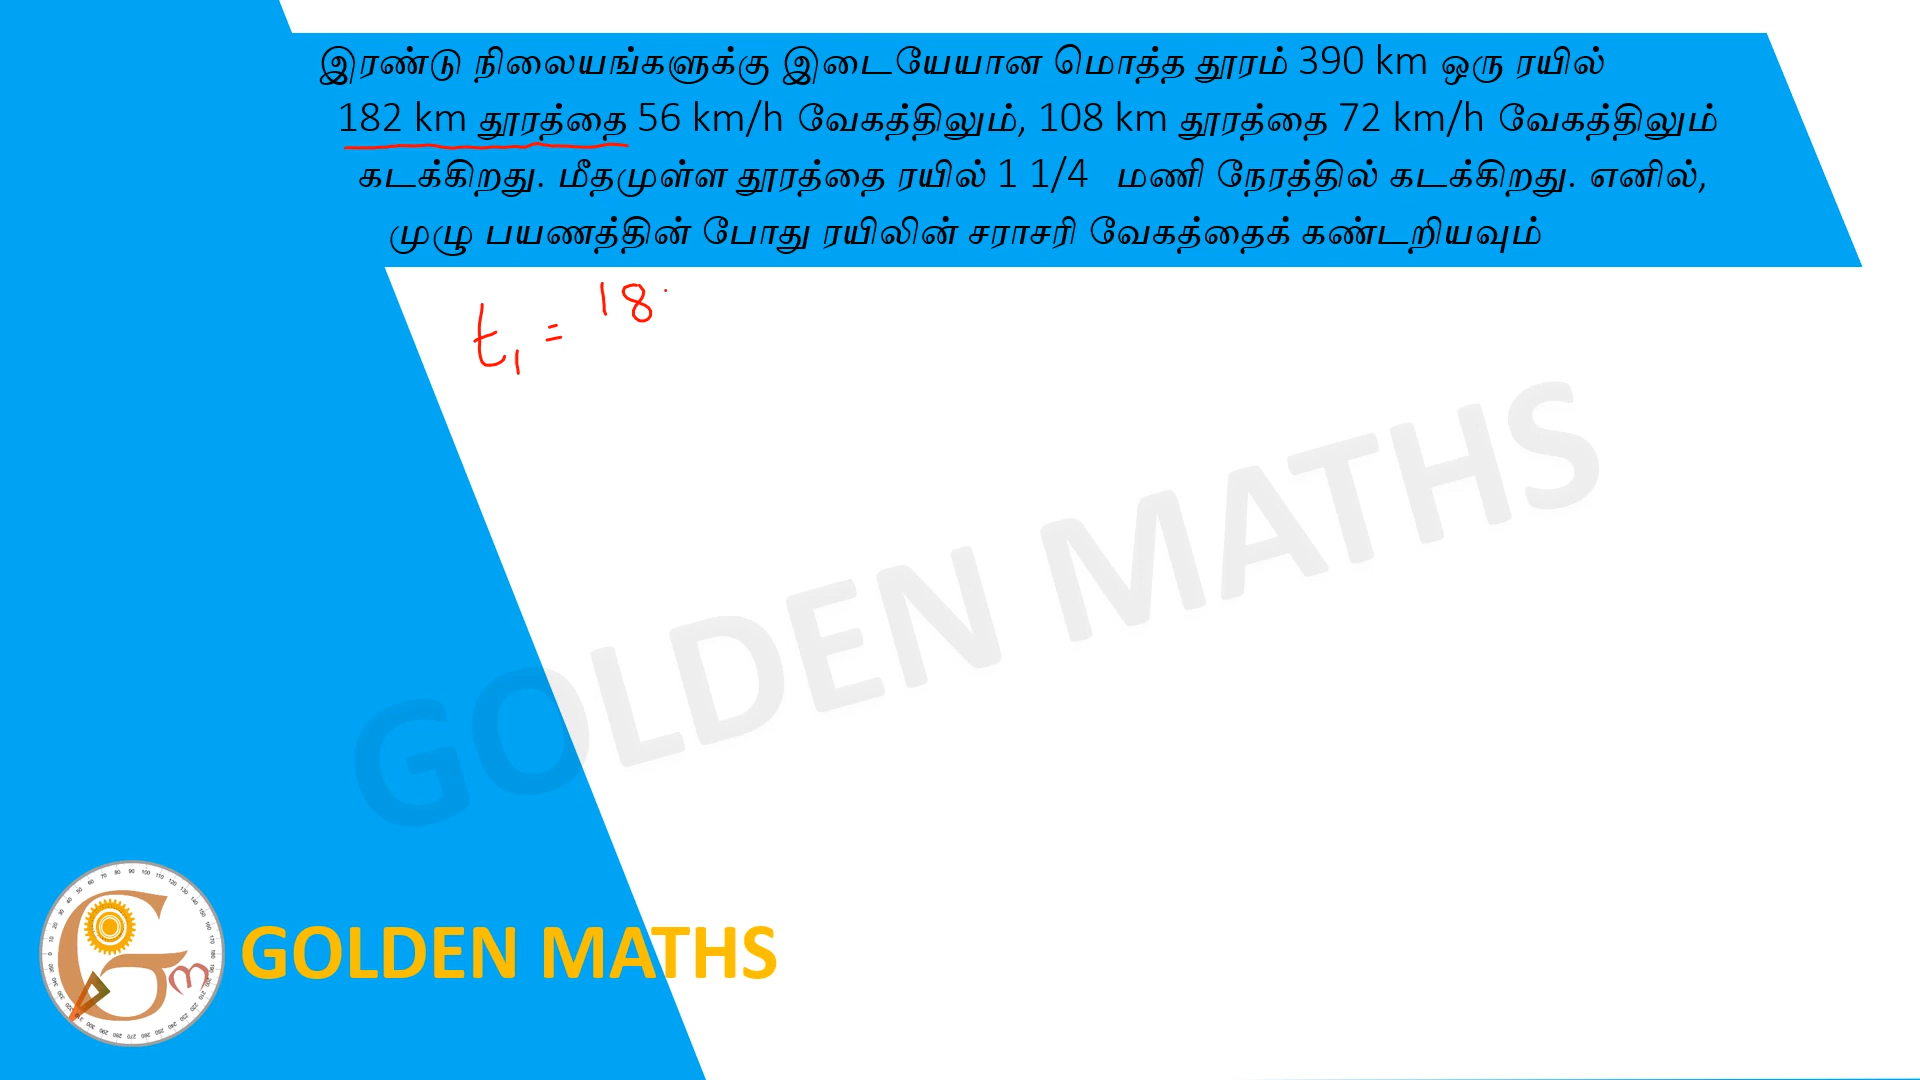 இரண்டு நிலையங்களுக்கு இடையேயான மொத்த தூரம் 390 km ஒரு ரயில்
182 km தூரத்தை 56 km/h வேகத்திலும், 108 km தூரத்தை 72 km/h வேகத்திலும்
கடக்கிறது. மீதமுள்ள தூரத்தை ரயில் 1 1/4 மணி நேரத்தில் கடக்கிறது. எனில்,
முழு பயணத்தின் போது ரயிலின் சராசரி வேகத்தைக் கண்டறியவும்
t₁ = 18
GOLDEN MATHS
GOLDEN MATHS